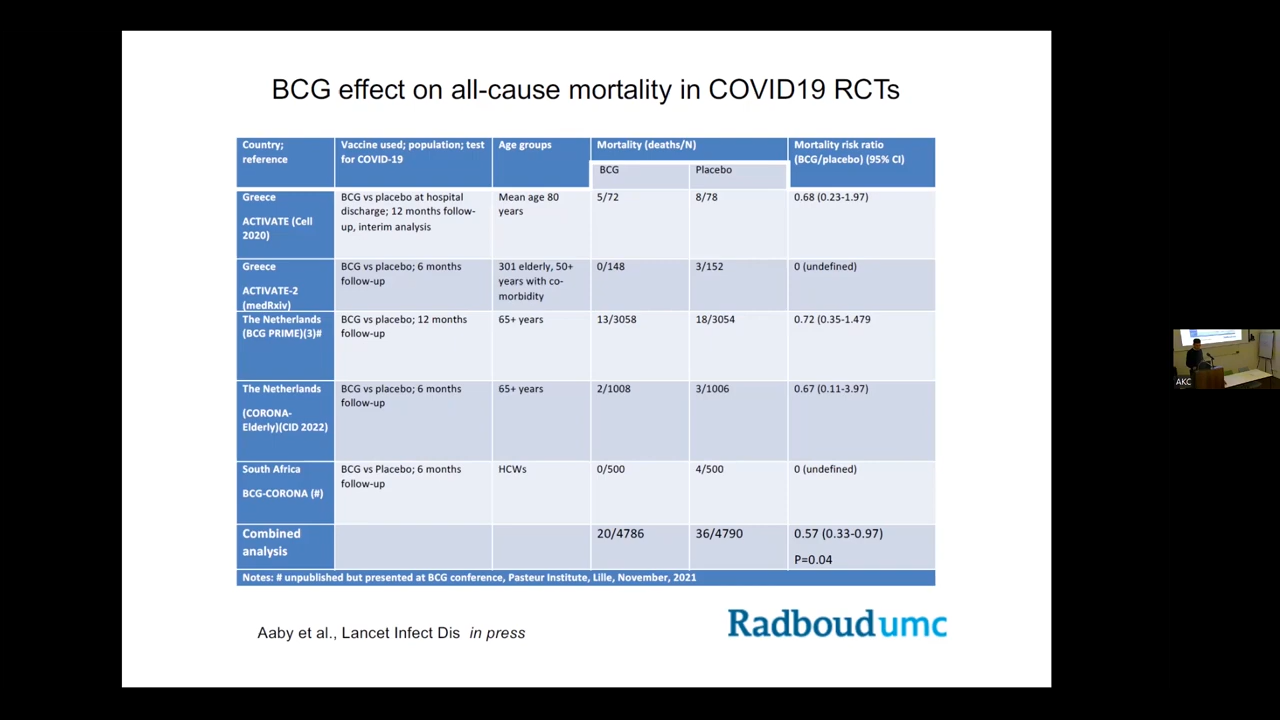 BCG effect on all-cause mortality in COVID19 RCTs
Country; reference
Vaccine used; population; test for COVID-19
Age groups
Mortality (deaths/N)
Mortality risk ratio (BCG/placebo) (95% CI)
BCG
Placebo
Greece
ACTIVATE (Cell 2020)
BCG vs placebo at hospital discharge; 12 months follow-up, interim analysis
Mean age 80 years
5/72
8/78
0.68 (0.23-1.97)
Greece
ACTIVATE-2 (medRxiv)
BCG vs placebo; 6 months follow-up
301 elderly, 50+ years with co-morbidity
0/148
3/152
0 (undefined)
The Netherlands (BCG PRIME)(3)#
BCG vs placebo; 12 months follow-up
65+ years
13/3058
18/3054
0.72 (0.35-1.479
The Netherlands
(CORONA-Elderly)(CID 2022)
BCG vs placebo; 6 months follow-up
65+ years
2/1008
3/1006
0.67 (0.11-3.97)
South Africa
BCG-CORONA (#)
BCG vs Placebo; 6 months follow-up
HCWs
0/500
4/500
0 (undefined)
Combined analysis
20/4786
36/4790
0.57 (0.33-0.97)
P=0.04
Notes: # unpublished but presented at BCG conference, Pasteur Institute, Lille, November, 2021
Aaby et al., Lancet Infect Dis in press
Radboudumc
AKC